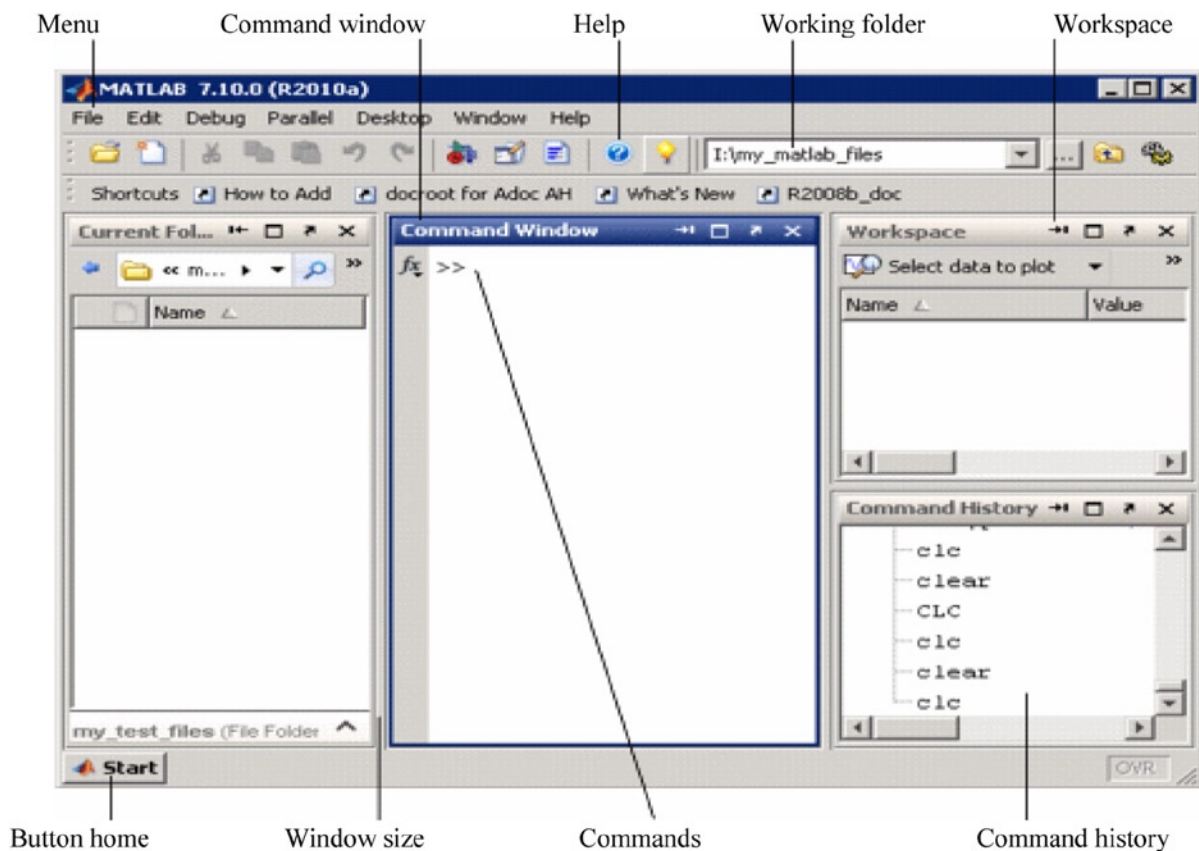 Menu Command window Help Working folder Workspace
MATLAB 7.10.0 (R2010a)
File Edit Debug Parallel Desktop Window Help
I:\my_matlab_files ...
Shortcuts How to Add docroot for Adoc AH What's New R2008b_doc
Current Fol...
« m... »
Name
my_test_files (File Folder
Command Window
fx >>
Workspace
Select data to plot »
Name Value
Command History
clc
clear
CLC
clc
clear
clc
Start OVR
Button home Window size Commands Command history